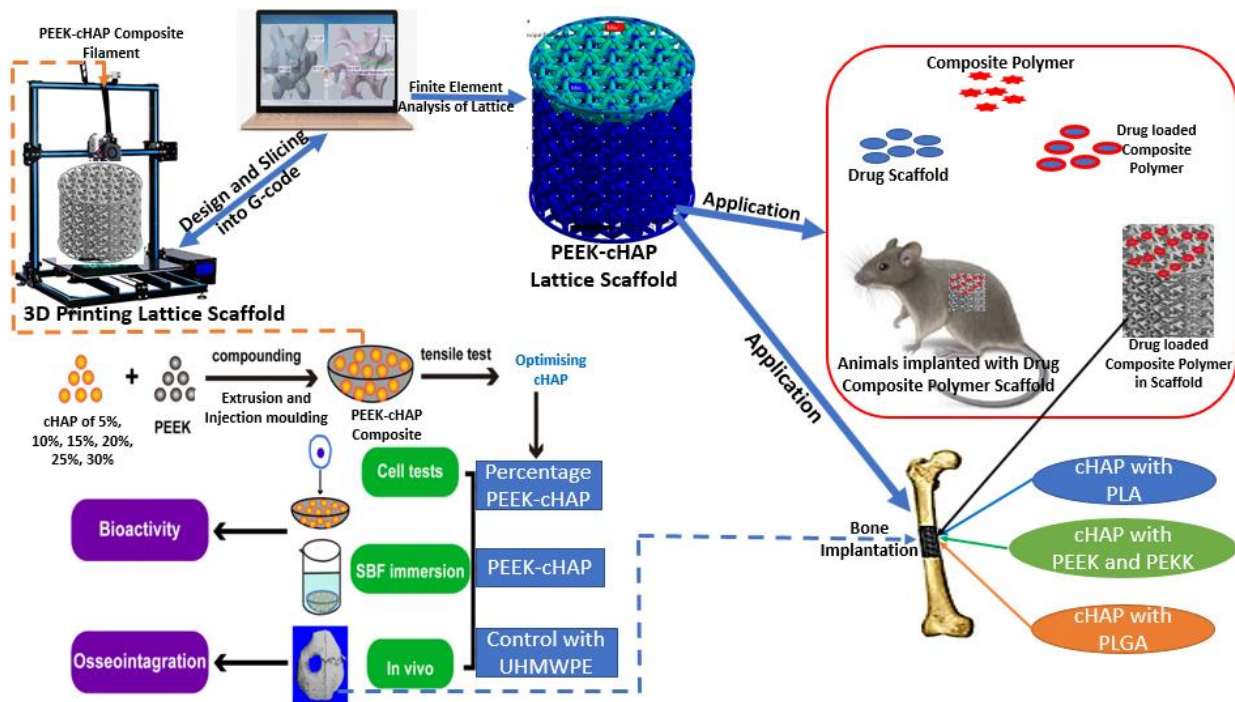 PEEK-cHAP Composite
Filament
Design and Slicing
into G-code
3D Printing Lattice Scaffold
Finite Element
Analysis of Lattice
PEEK-cHAP
Lattice Scaffold
Application
Application
Composite Polymer
Drug Scaffold
Drug loaded
Composite
Polymer
Animals implanted with Drug
Composite Polymer Scaffold
Drug loaded
Composite Polymer
in Scaffold
cHAP of 5%,
10%, 15%, 20%,
25%, 30%
+
PEEK
compounding
Extrusion and
Injection moulding
PEEK-cHAP
Composite
tensile test
Optimising
cHAP
Cell tests
Percentage
PEEK-cHAP
Bioactivity
SBF immersion
PEEK-cHAP
Osseointagration
In vivo
Control with
UHMWPE
Bone
Implantation
cHAP with
PLA
cHAP with
PEEK and PEKK
cHAP with
PLGA